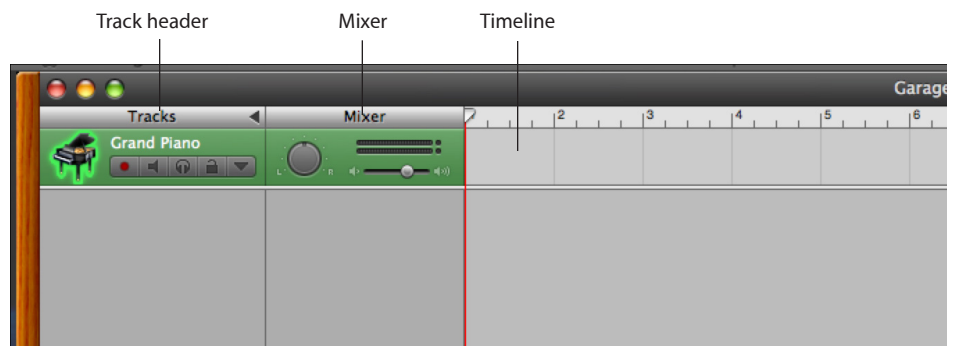 Track header Mixer Timeline
Garage
Tracks Mixer 2 3 4 5 6
Grand Piano
L R